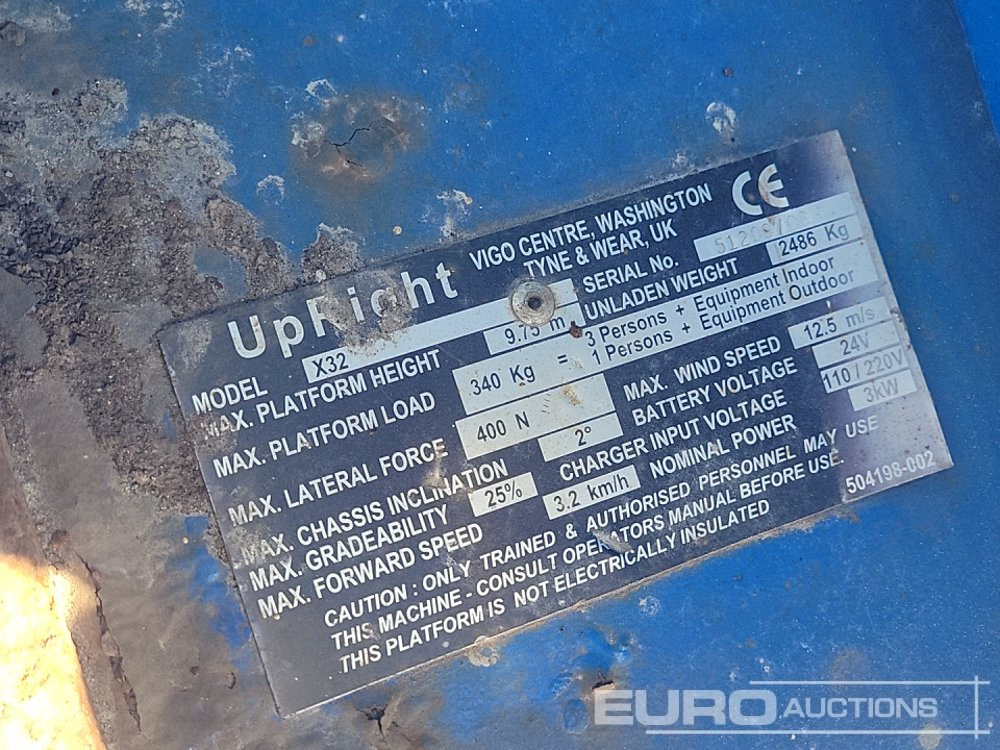 UpRight
VIGO CENTRE, WASHINGTON
TYNE & WEAR, UK
CE
MODEL X32
SERIAL No.
MAX. PLATFORM HEIGHT 9.75 m
UNLADEN WEIGHT 2486 Kg
MAX. PLATFORM LOAD 340 Kg = 3 Persons + Equipment Indoor
1 Persons + Equipment Outdoor
MAX. LATERAL FORCE 400 N
MAX. WIND SPEED 12.5 m/s
MAX. CHASSIS INCLINATION 2°
BATTERY VOLTAGE 24V
MAX. GRADEABILITY 25%
CHARGER INPUT VOLTAGE 110 / 220V
MAX. FORWARD SPEED 3.2 km/h
NOMINAL POWER 3kW
CAUTION : ONLY TRAINED & AUTHORISED PERSONNEL MAY USE
THIS MACHINE - CONSULT OPERATORS MANUAL BEFORE USE.
THIS PLATFORM IS NOT ELECTRICALLY INSULATED
504198-002
EURO AUCTIONS